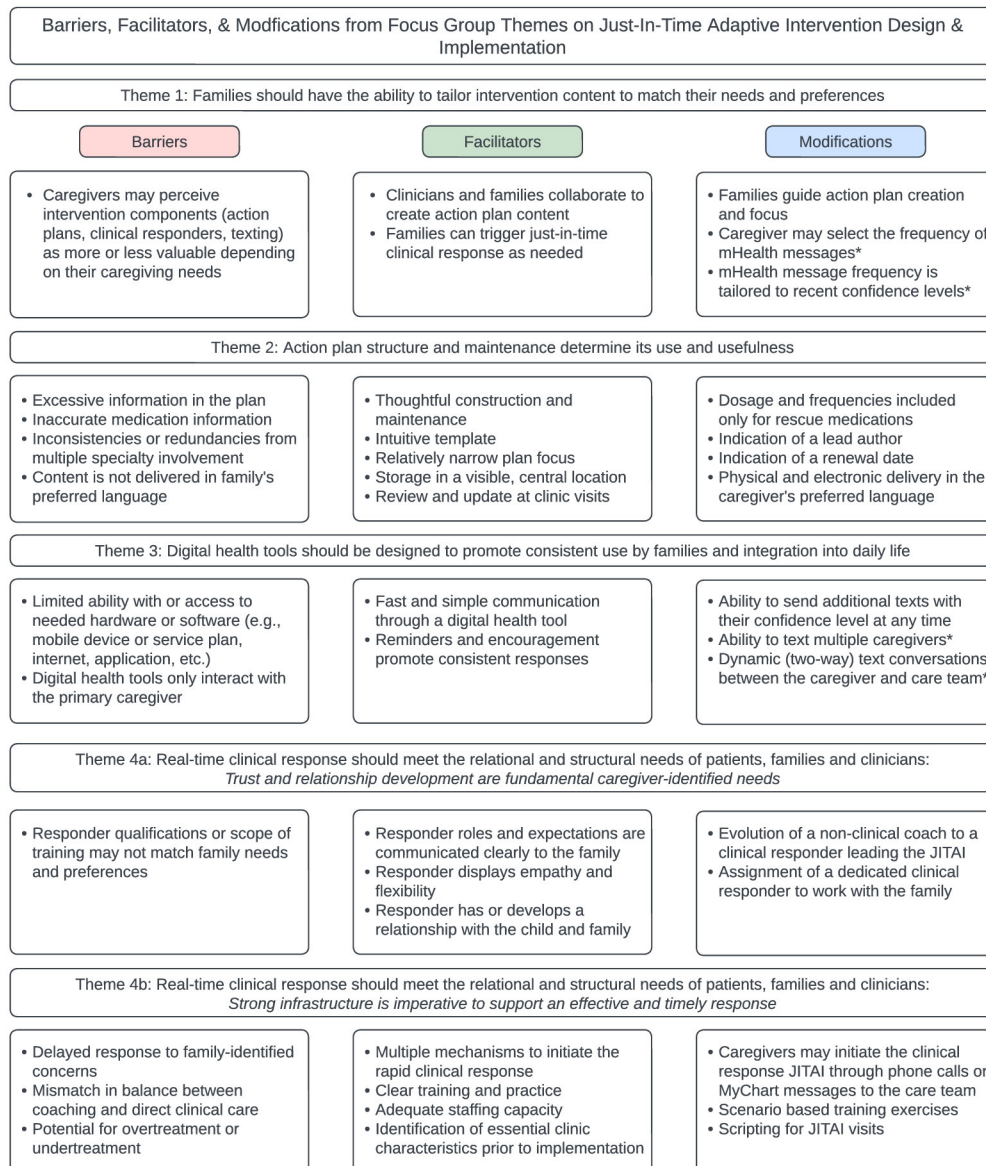 Barriers, Facilitators, & Modfications from Focus Group Themes on Just-In-Time Adaptive Intervention Design &
Implementation
Theme 1: Families should have the ability to tailor intervention content to match their needs and preferences
Barriers
Facilitators
Modifications
• Caregivers may perceive
intervention components (action
plans, clinical responders, texting)
as more or less valuable depending
on their caregiving needs
• Clinicians and families collaborate to
create action plan content
• Families can trigger just-in-time
clinical response as needed
• Families guide action plan creation
and focus
• Caregiver may select the frequency of
mHealth messages*
• mHealth message frequency is
tailored to recent confidence levels*
Theme 2: Action plan structure and maintenance determine its use and usefulness
• Excessive information in the plan
• Inaccurate medication information
• Inconsistencies or redundancies from
multiple specialty involvement
• Content is not delivered in family's
preferred language
• Thoughtful construction and
maintenance
• Intuitive template
• Relatively narrow plan focus
• Storage in a visible, central location
• Review and update at clinic visits
• Dosage and frequencies included
only for rescue medications
• Indication of a lead author
• Indication of a renewal date
• Physical and electronic delivery in the
caregiver's preferred language
Theme 3: Digital health tools should be designed to promote consistent use by families and integration into daily life
• Limited ability with or access to
needed hardware or software (e.g.,
mobile device or service plan,
internet, application, etc.)
• Digital health tools only interact with
the primary caregiver
• Fast and simple communication
through a digital health tool
• Reminders and encouragement
promote consistent responses
• Ability to send additional texts with
their confidence level at any time
• Ability to text multiple caregivers*
• Dynamic (two-way) text conversations
between the caregiver and care team*
Theme 4a: Real-time clinical response should meet the relational and structural needs of patients, families and clinicians:
Trust and relationship development are fundamental caregiver-identified needs
• Responder qualifications or scope of
training may not match family needs
and preferences
• Responder roles and expectations are
communicated clearly to the family
• Responder displays empathy and
flexibility
• Responder has or develops a
relationship with the child and family
• Evolution of a non-clinical coach to a
clinical responder leading the JITAI
• Assignment of a dedicated clinical
responder to work with the family
Theme 4b: Real-time clinical response should meet the relational and structural needs of patients, families and clinicians:
Strong infrastructure is imperative to support an effective and timely response
• Delayed response to family-identified
concerns
• Mismatch in balance between
coaching and direct clinical care
• Potential for overtreatment or
undertreatment
• Multiple mechanisms to initiate the
rapid clinical response
• Clear training and practice
• Adequate staffing capacity
• Identification of essential clinic
characteristics prior to implementation
• Caregivers may initiate the clinical
response JITAI through phone calls or
MyChart messages to the care team
• Scenario based training exercises
• Scripting for JITAI visits